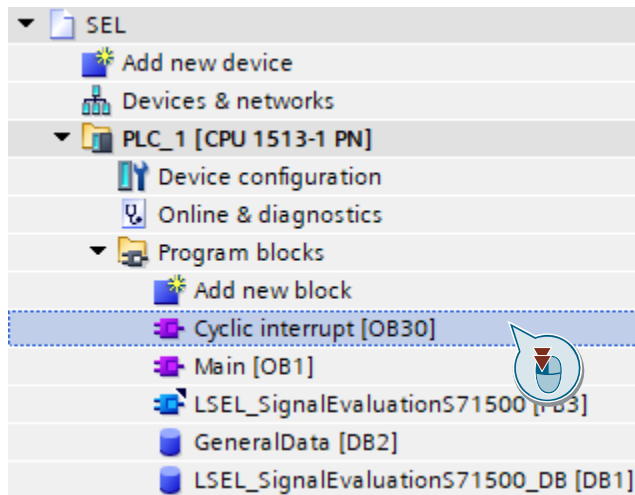 SEL
Add new device
Devices & networks
PLC_1 [CPU 1513-1 PN]
Device configuration
Online & diagnostics
Program blocks
Add new block
Cyclic interrupt [OB30]
Main [OB1]
LSEL_SignalEvaluationS71500 [FB3]
GeneralData [DB2]
LSEL_SignalEvaluationS71500_DB [DB1]